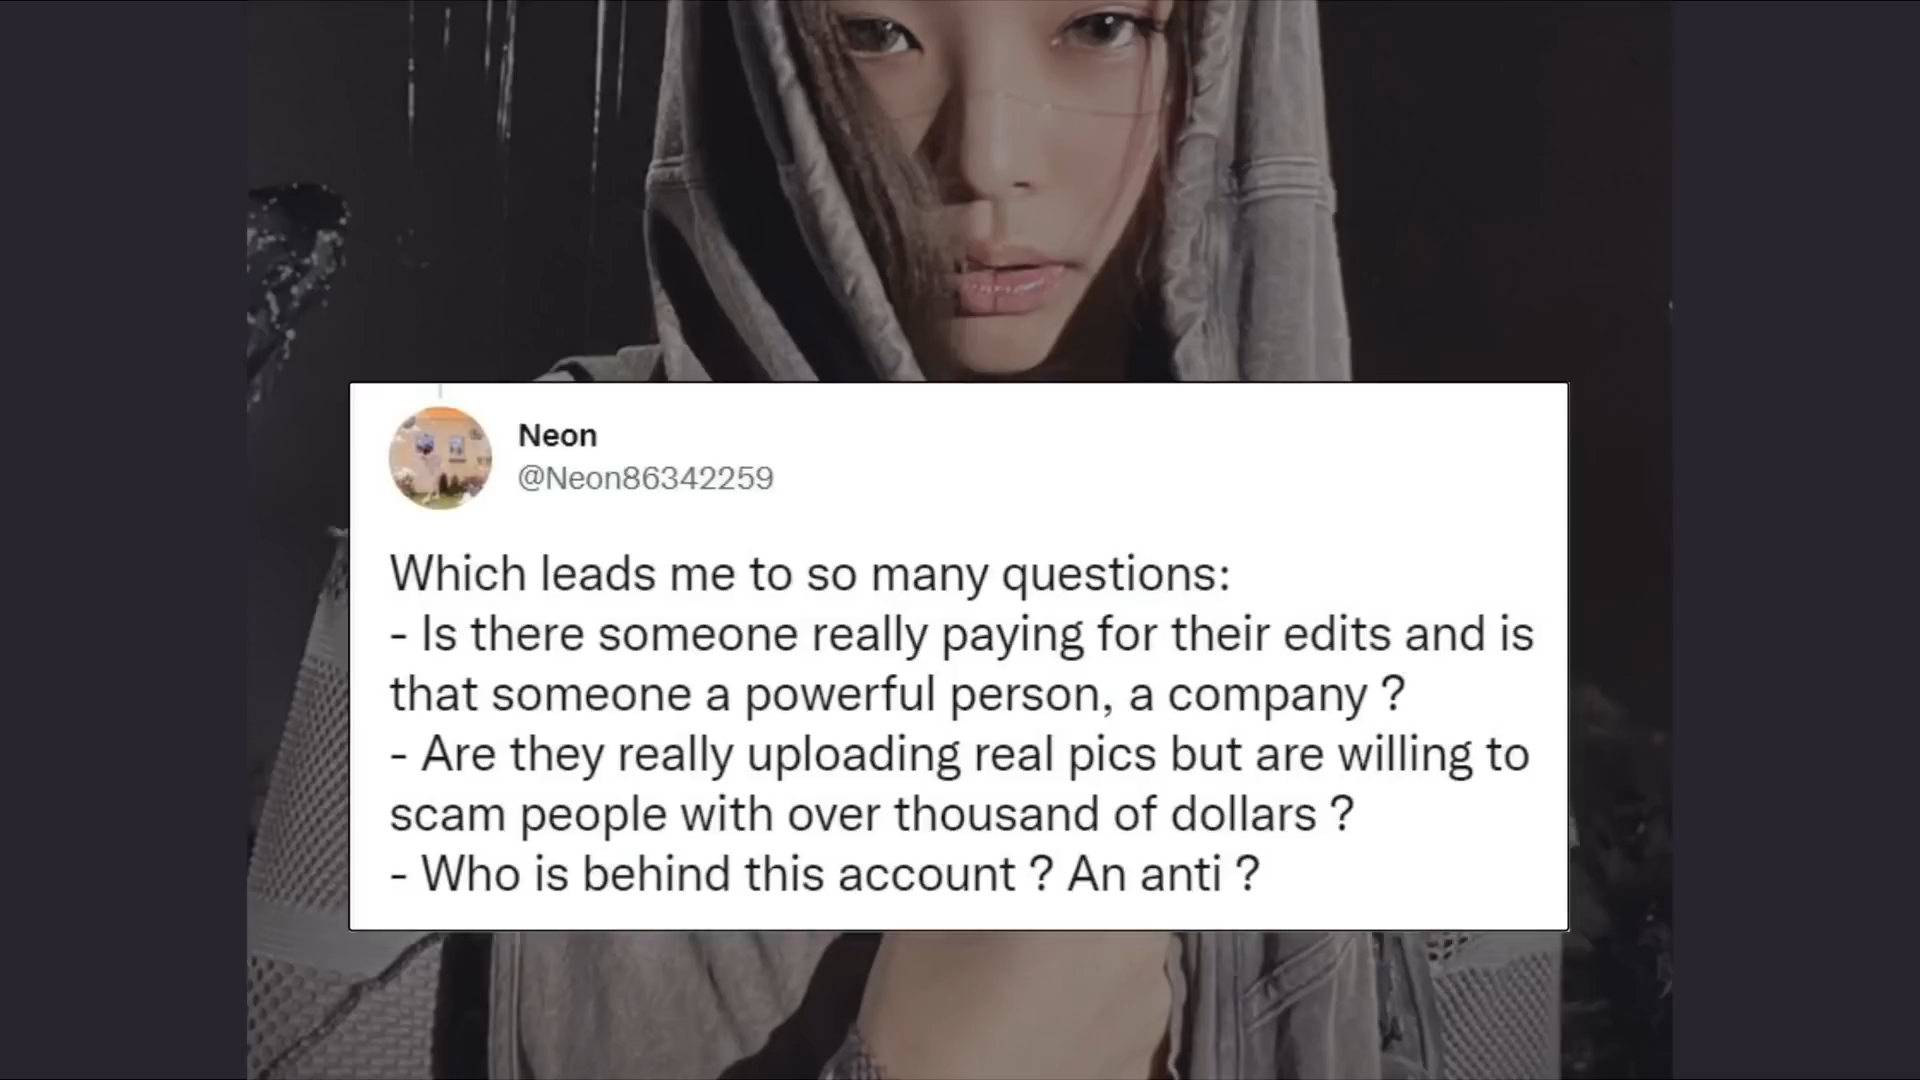 Neon
@Neon86342259
Which leads me to so many questions:
- Is there someone really paying for their edits and is
that someone a powerful person, a company ?
- Are they really uploading real pics but are willing to
scam people with over thousand of dollars ?
- Who is behind this account ? An anti ?